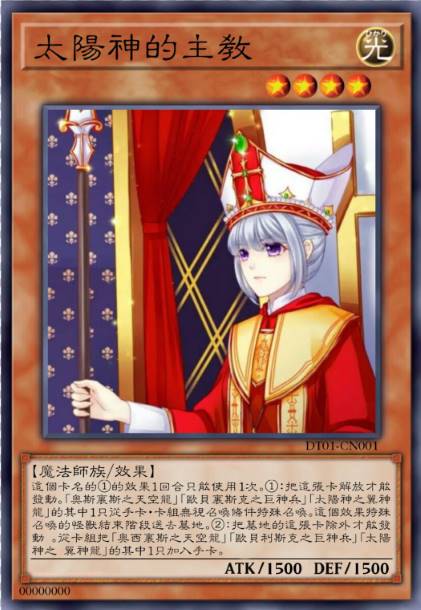 太陽神的主教
光
DT01-CN001
【魔法師族/效果】
這個卡名的①的效果1回合只能使用1次。①:把這張卡解放才能
發動。「奧斯裏斯之天空龍」「歐貝里斯克之巨神兵」「太陽神之翼神
龍」的其中1只從手卡・卡組無視召喚條件特殊召喚。這個效果特殊
召喚的怪獸結束階段送去墓地。②:把墓地的這張卡除外才能發
動 。從卡組把「奧西裏斯之天空龍」「歐貝利斯克之巨神兵」「太陽
神之 翼神龍」的其中1只加入手卡。
ATK/1500 DEF/1500
00000000